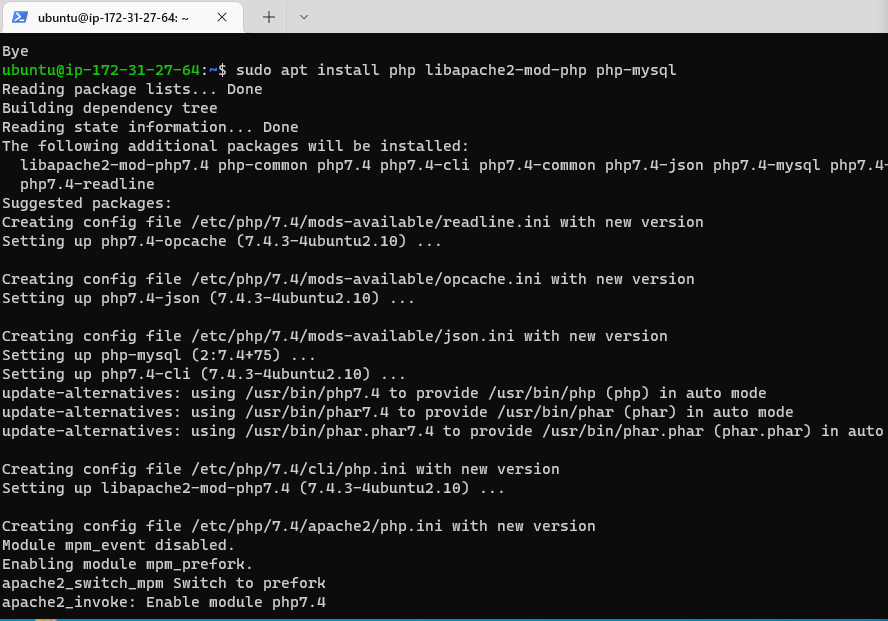 ubuntu@ip-172-31-27-64: ~
Bye
ubuntu@ip-172-31-27-64:~$ sudo apt install php libapache2-mod-php php-mysql
Reading package lists... Done
Building dependency tree
Reading state information... Done
The following additional packages will be installed:
  libapache2-mod-php7.4 php-common php7.4 php7.4-cli php7.4-common php7.4-json php7.4-mysql php7.4-
  php7.4-readline
Suggested packages:
Creating config file /etc/php/7.4/mods-available/readline.ini with new version
Setting up php7.4-opcache (7.4.3-4ubuntu2.10) ...

Creating config file /etc/php/7.4/mods-available/opcache.ini with new version
Setting up php7.4-json (7.4.3-4ubuntu2.10) ...

Creating config file /etc/php/7.4/mods-available/json.ini with new version
Setting up php-mysql (2:7.4+75) ...
Setting up php7.4-cli (7.4.3-4ubuntu2.10) ...
update-alternatives: using /usr/bin/php7.4 to provide /usr/bin/php (php) in auto mode
update-alternatives: using /usr/bin/phar7.4 to provide /usr/bin/phar (phar) in auto mode
update-alternatives: using /usr/bin/phar.phar7.4 to provide /usr/bin/phar.phar (phar.phar) in auto

Creating config file /etc/php/7.4/cli/php.ini with new version
Setting up libapache2-mod-php7.4 (7.4.3-4ubuntu2.10) ...

Creating config file /etc/php/7.4/apache2/php.ini with new version
Module mpm_event disabled.
Enabling module mpm_prefork.
apache2_switch_mpm Switch to prefork
apache2_invoke: Enable module php7.4